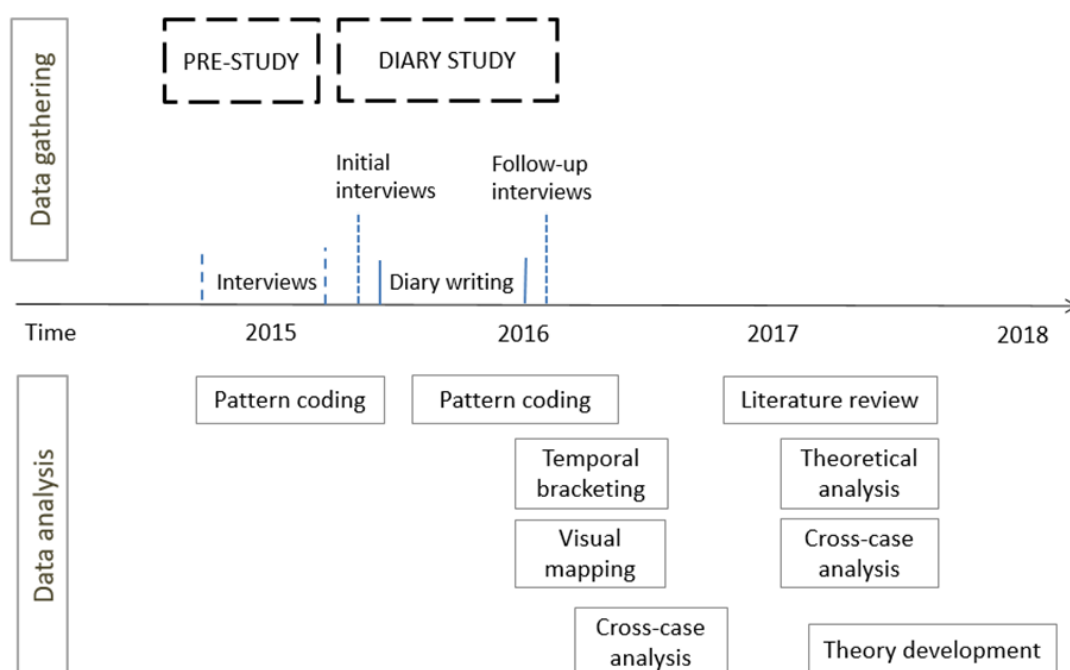 Data gathering
PRE-STUDY
DIARY STUDY
Initial
interviews
Follow-up
interviews
Interviews
Diary writing
Time
2015
2016
2017
2018
Data analysis
Pattern coding
Pattern coding
Literature review
Temporal
bracketing
Theoretical
analysis
Visual
mapping
Cross-case
analysis
Cross-case
analysis
Theory development